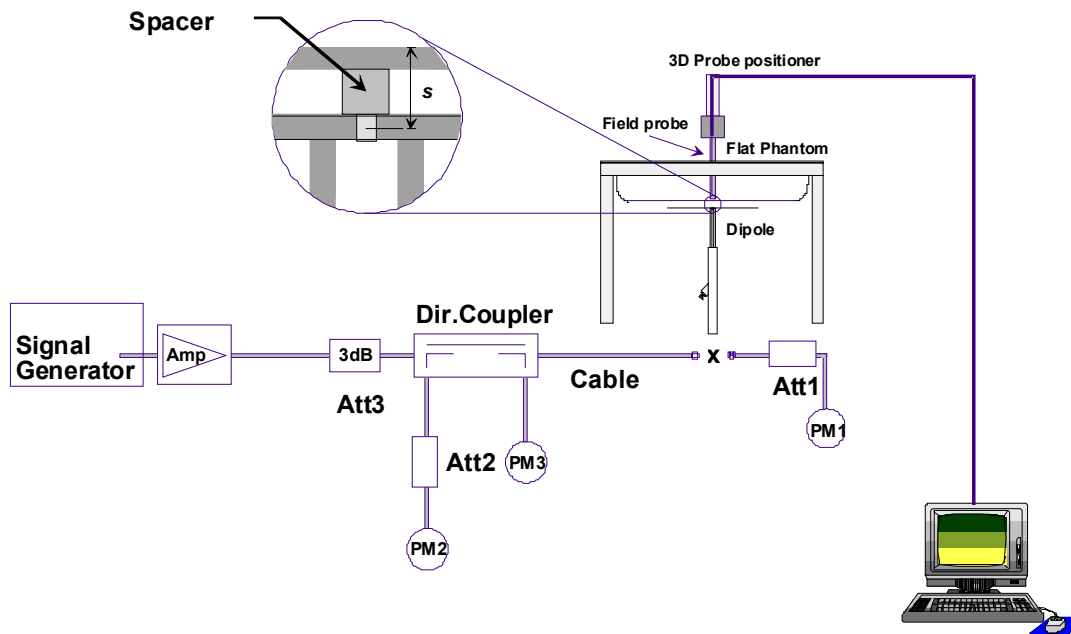 Spacer
s
3D Probe positioner
Field probe
Flat Phantom
Dipole
Dir.Coupler
Signal
Generator
Amp
3dB
Att3
Cable
x
Att1
PM1
Att2
PM3
PM2